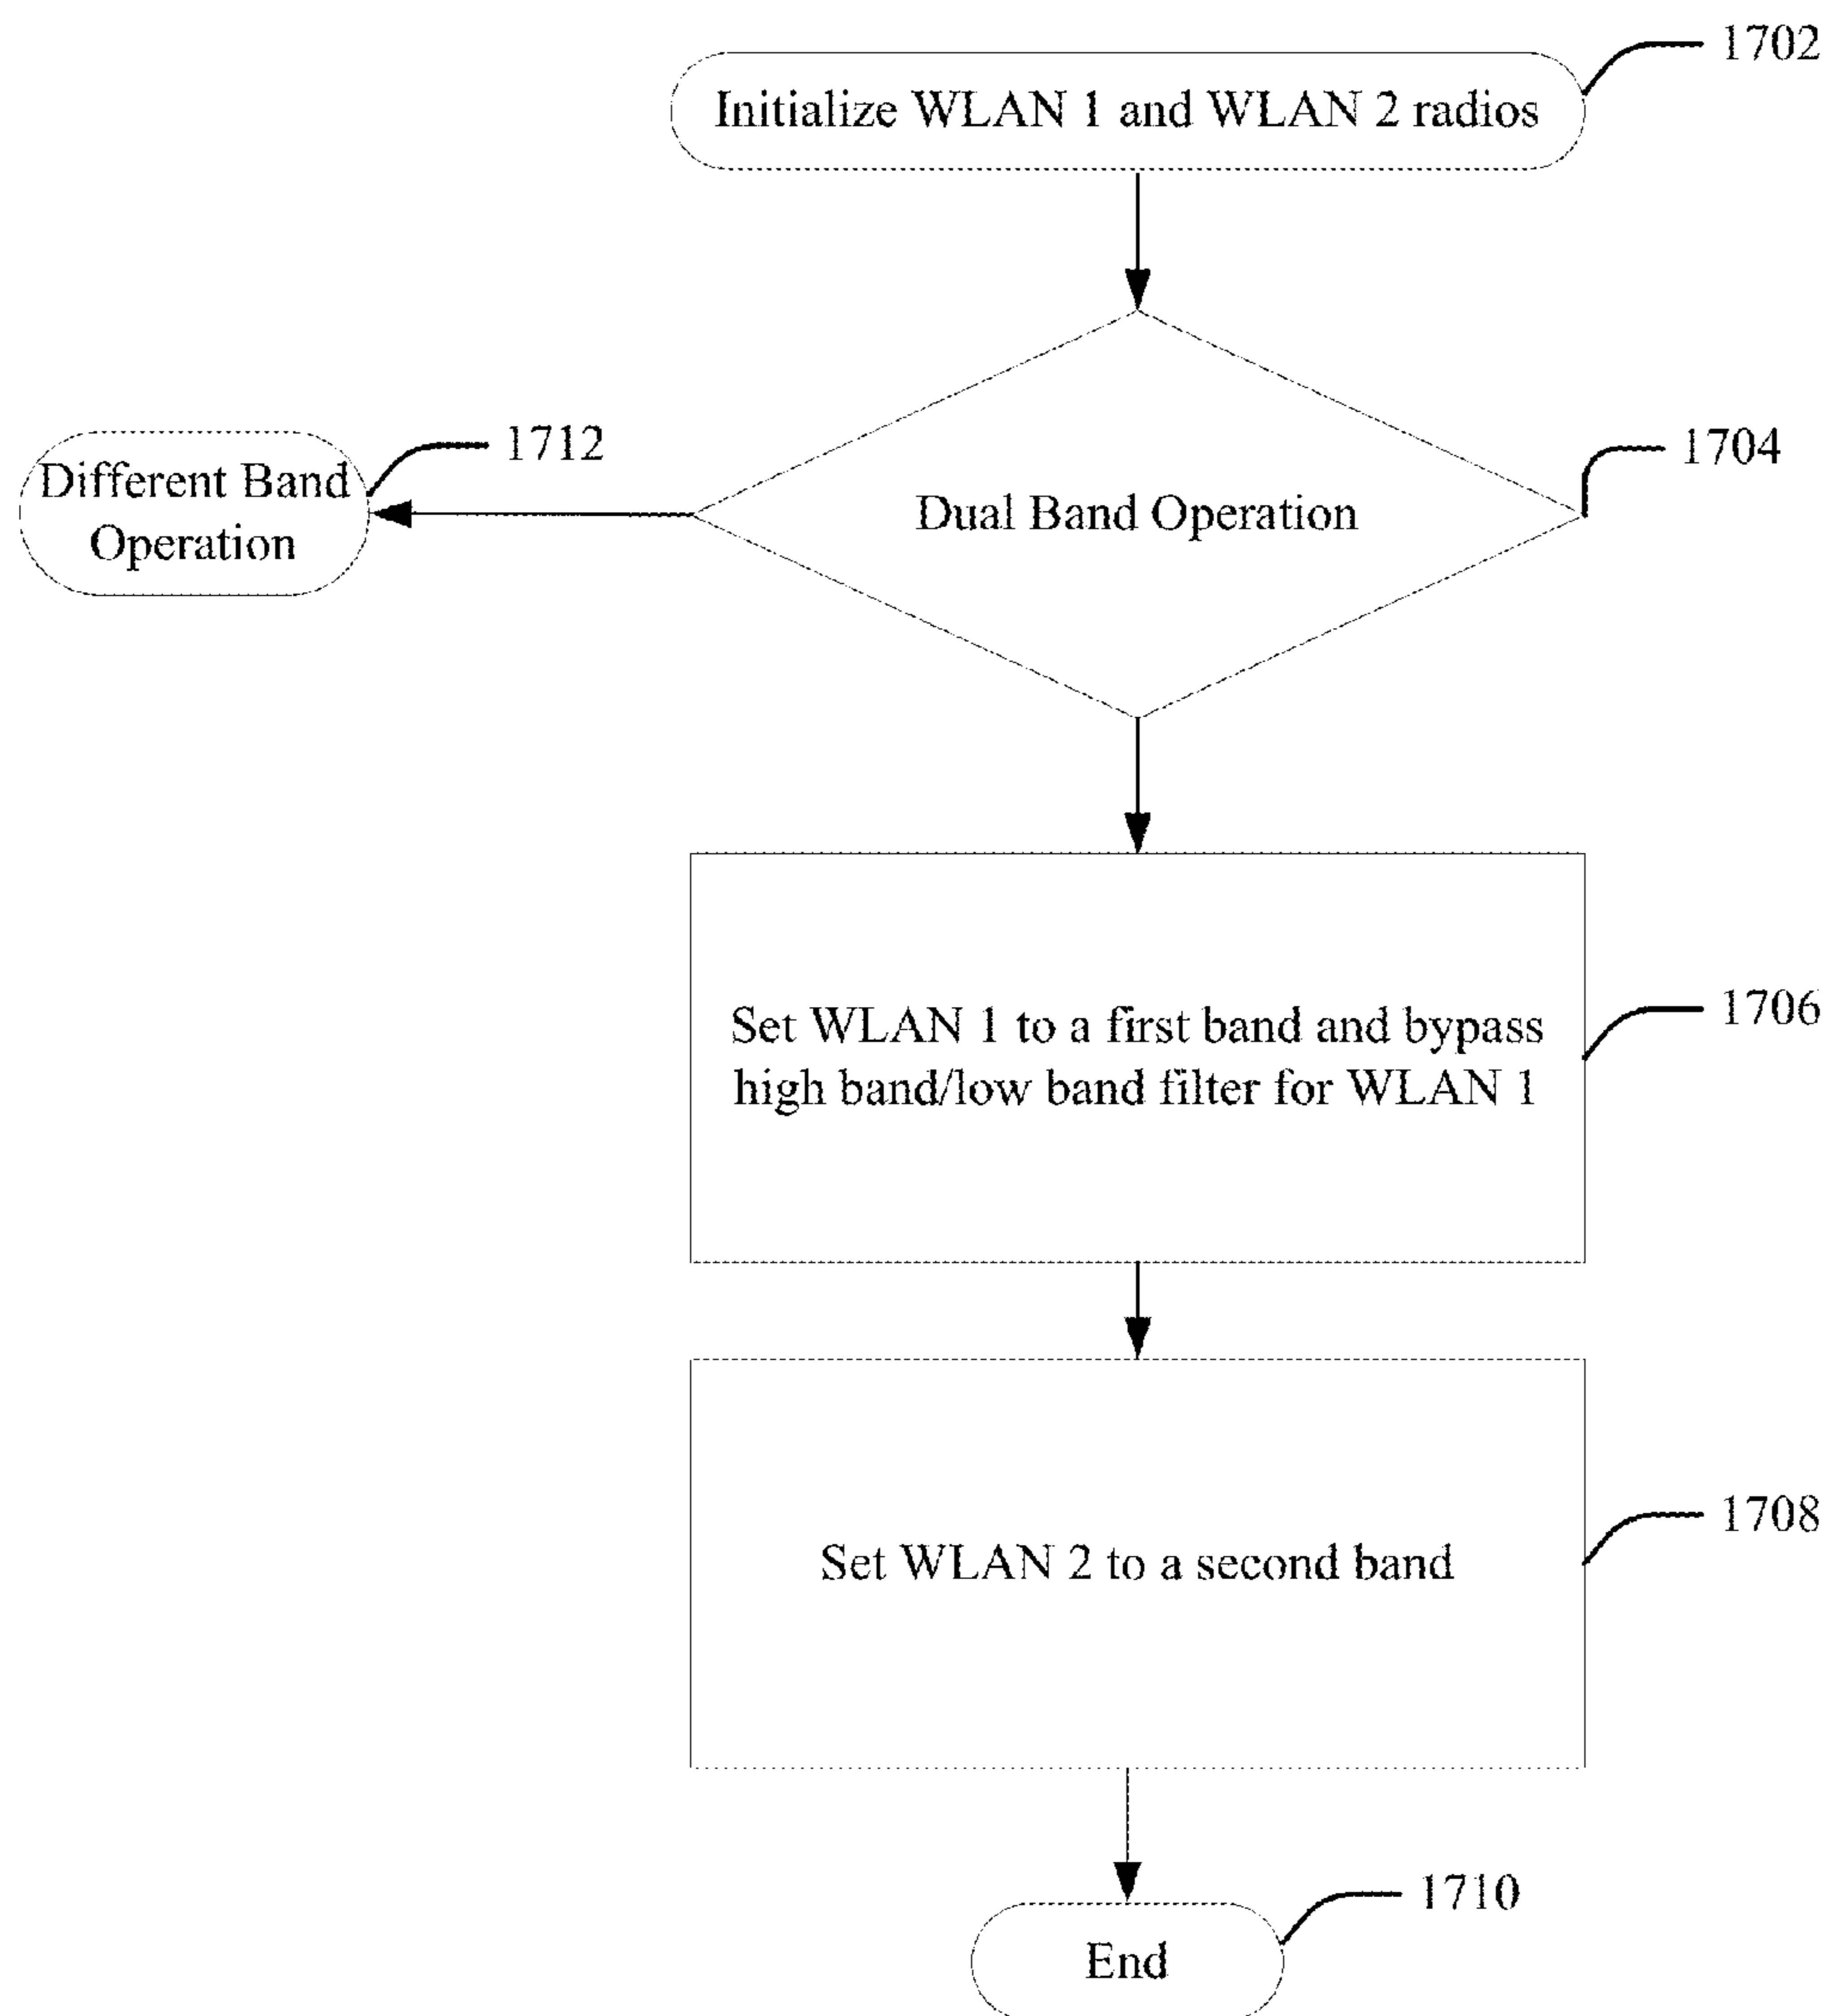 1702
Initialize WLAN 1 and WLAN 2 radios
1712
Different Band
Operation
1704
Dual Band Operation
1706
Set WLAN 1 to a first band and bypass
high band/low band filter for WLAN 1
1708
Set WLAN 2 to a second band
1710
End